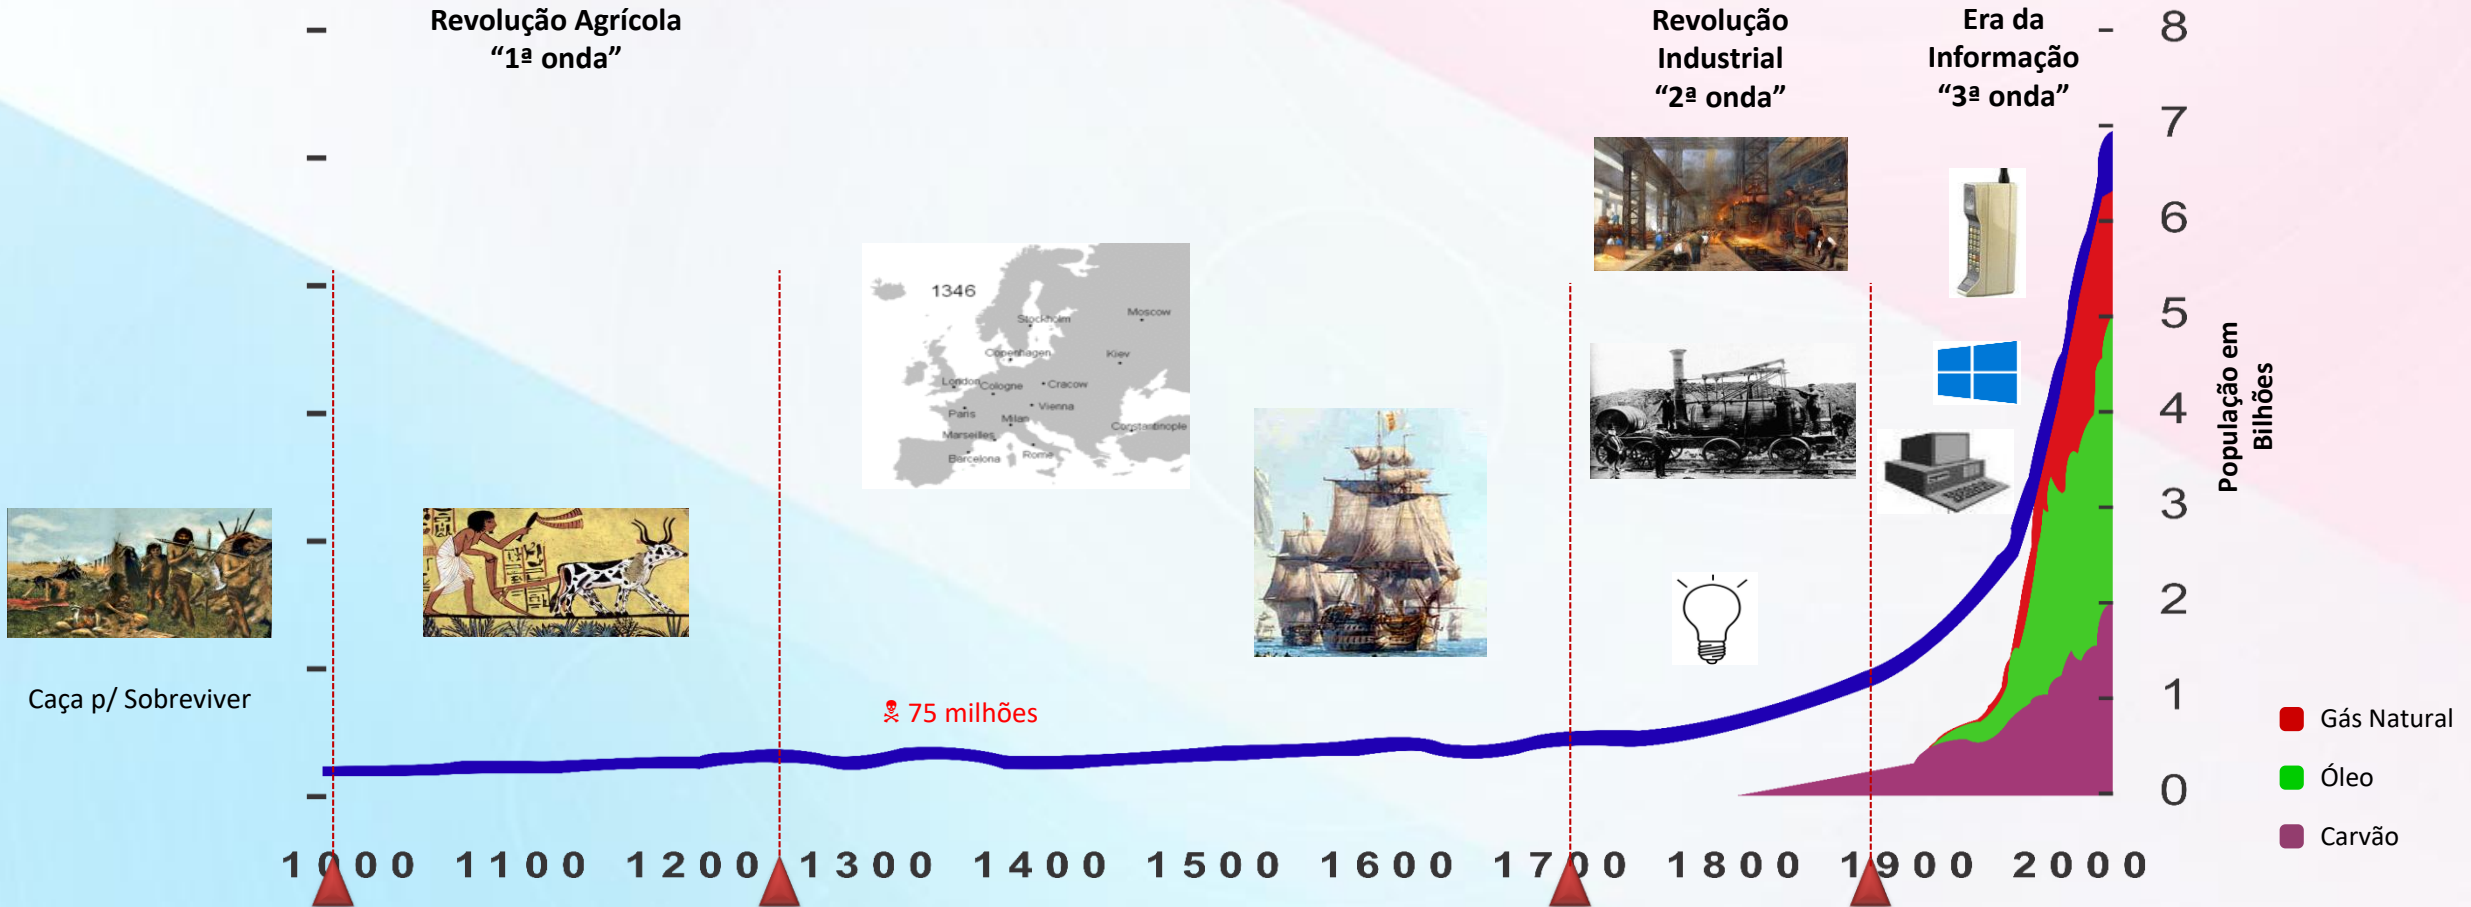 Revolução Agrícola
“1ª onda”
Revolução
Industrial
“2ª onda”
Era da
Informação
“3ª onda”
8
7
6
5
4
3
2
1
0
População em
Bilhões
1346
Stockholm
Moscow
Copenhagen
Kiev
London
Cologne
Cracow
Paris
Vienna
Milan
Marseilles
Constantinople
Barcelona
Rome
Caça p/ Sobreviver
☠ 75 milhões
Gás Natural
Óleo
Carvão
1000 1100 1200 1300 1400 1500 1600 1700 1800 1900 2000